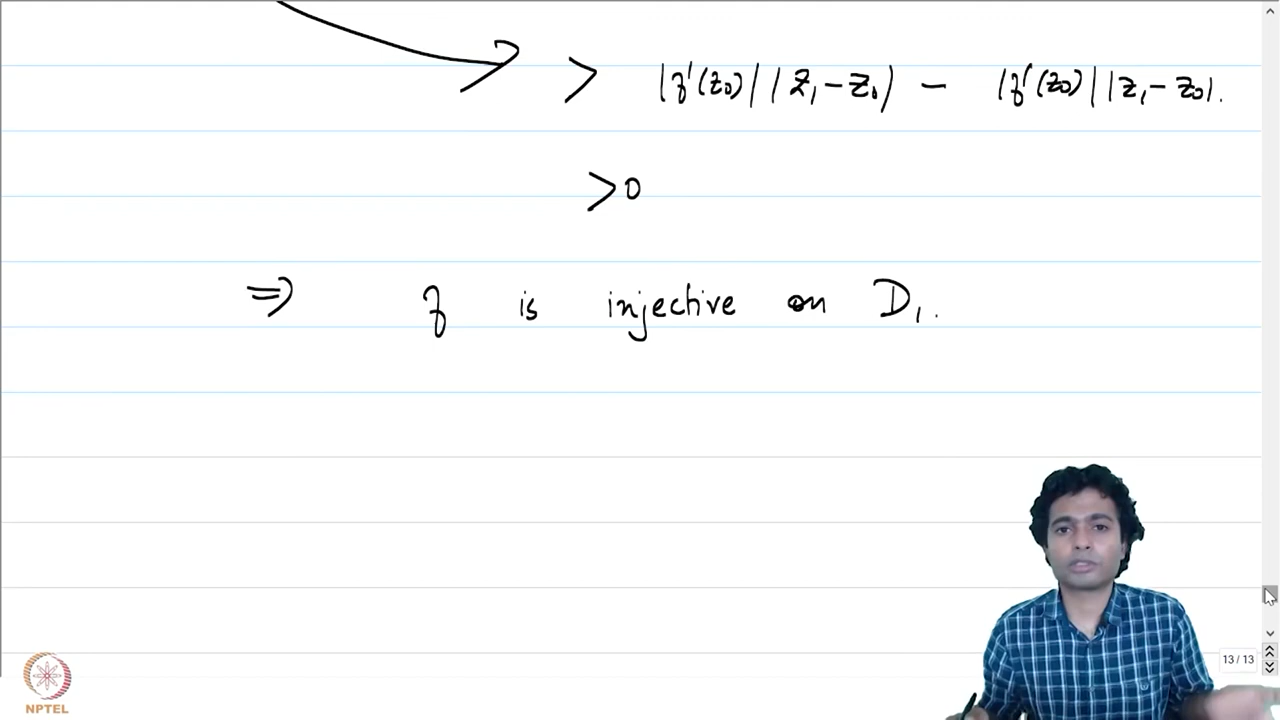 > |f'(z₀)| |z₁ - z₀| - |f'(z₀)| |z₁ - z₀|.
> 0
⇒ f is injective on D₁.
13 / 13
NPTEL